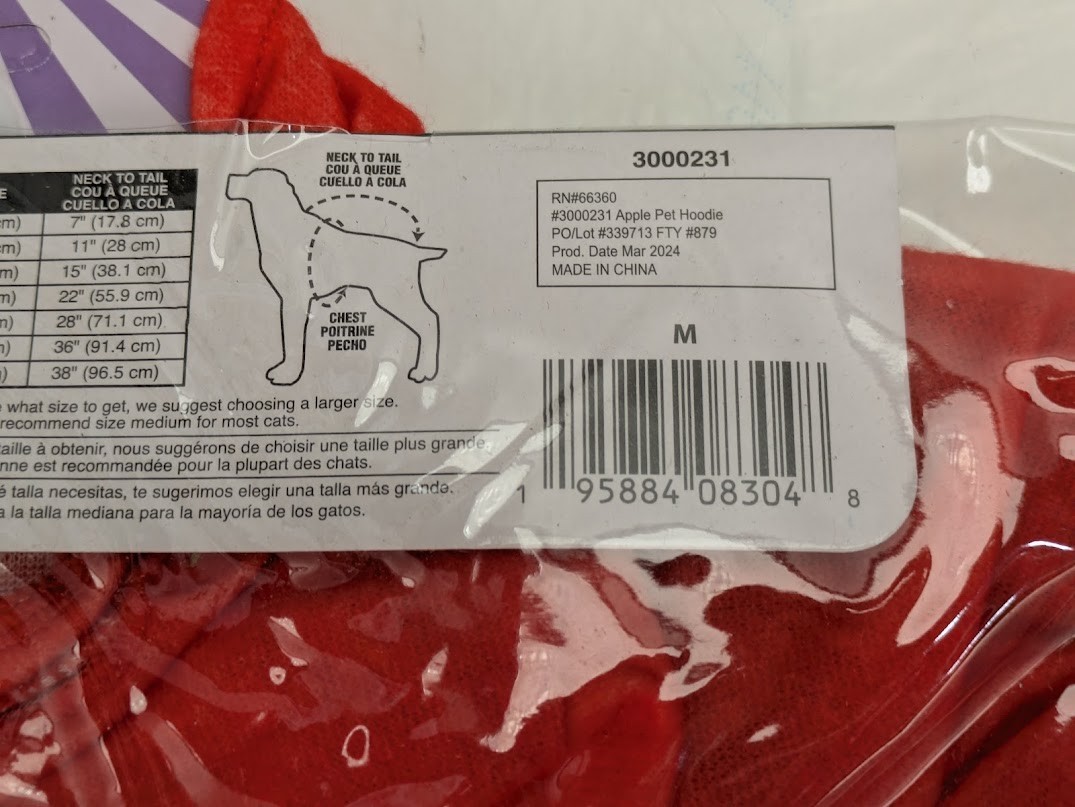 E
NECK TO TAIL
COU À QUEUE
CUELLO A COLA
cm) 7" (17.8 cm)
cm) 11" (28 cm)
m) 15" (38.1 cm)
m) 22" (55.9 cm)
n) 28" (71.1 cm)
n) 36" (91.4 cm)
) 38" (96.5 cm)
NECK TO TAIL
COU À QUEUE
CUELLO A COLA
CHEST
POITRINE
PECHO
what size to get, we suggest choosing a larger size.
recommend size medium for most cats.
taille à obtenir, nous suggérons de choisir une taille plus grande,
nne est recommandée pour la plupart des chats.
é talla necesitas, te sugerimos elegir una talla más grande.
a la talla mediana para la mayoría de los gatos.
3000231
RN#66360
#3000231 Apple Pet Hoodie
PO/Lot #339713 FTY #879
Prod. Date Mar 2024
MADE IN CHINA
M
1 95884 08304 8